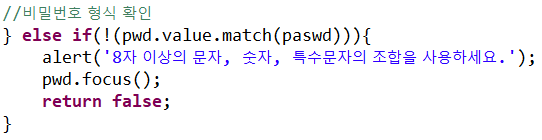 //비밀번호 형식 확인
} else if(!(pwd.value.match(paswd))){
    alert('8자 이상의 문자, 숫자, 특수문자의 조합을 사용하세요.');
    pwd.focus();
    return false;
}